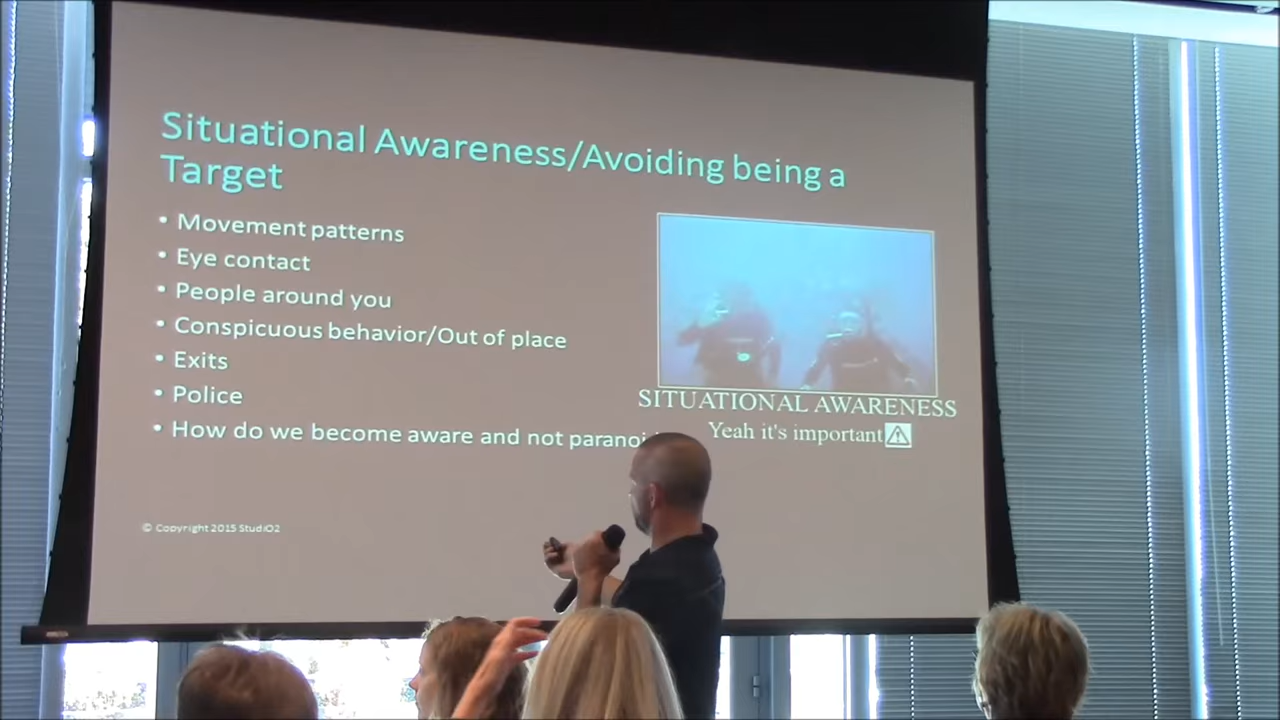 Situational Awareness/Avoiding being a
Target
• Movement patterns
• Eye contact
• People around you
• Conspicuous behavior/Out of place
• Exits
• Police
• How do we become aware and not
SITUATIONAL AWARENESS
Yeah it's important
© Copyright 2015 StudiO2